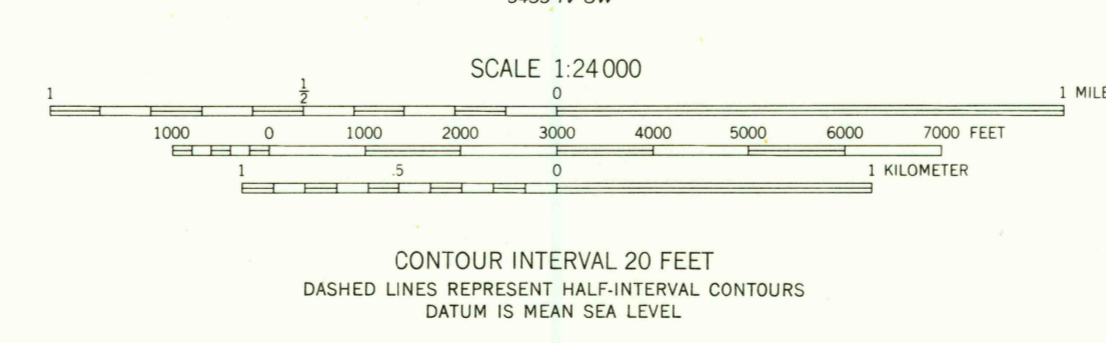 SCALE 1:24 000
1 ½ 0 1 MILE
1000 0 1000 2000 3000 4000 5000 6000 7000 FEET
1 .5 0 1 KILOMETER
CONTOUR INTERVAL 20 FEET
DASHED LINES REPRESENT HALF-INTERVAL CONTOURS
DATUM IS MEAN SEA LEVEL